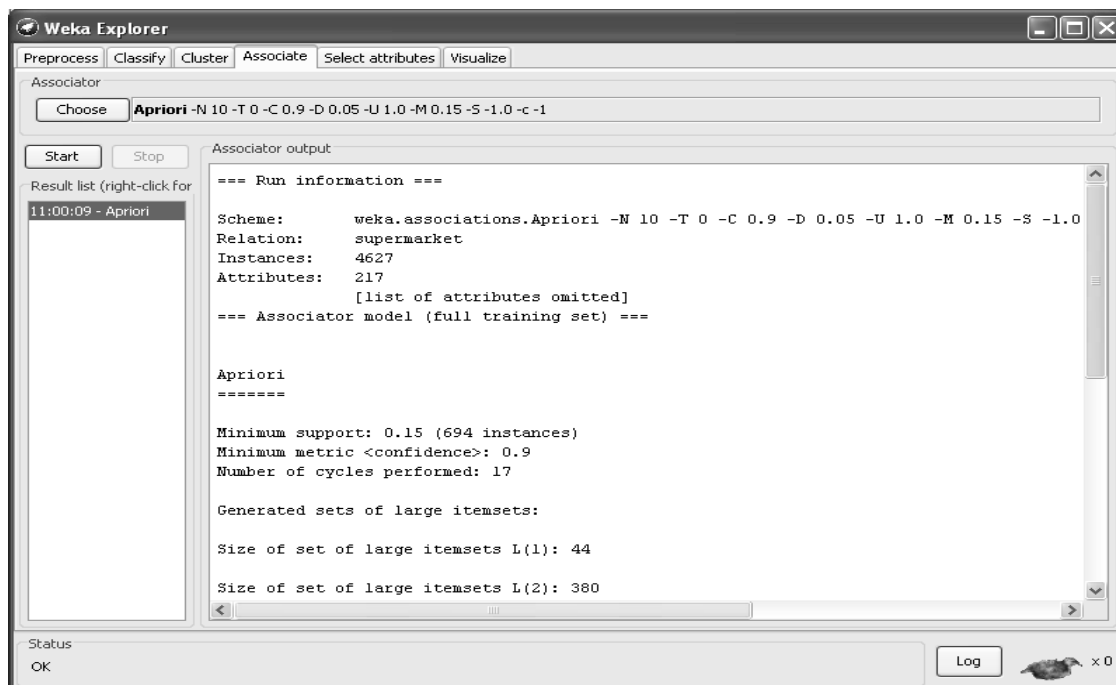 Weka Explorer
Preprocess Classify Cluster Associate Select attributes Visualize
Associator
Choose Apriori -N 10 -T 0 -C 0.9 -D 0.05 -U 1.0 -M 0.15 -S -1.0 -c -1
Start Stop
Result list (right-click for
11:00:09 - Apriori
Associator output
=== Run information ===
Scheme: weka.associations.Apriori -N 10 -T 0 -C 0.9 -D 0.05 -U 1.0 -M 0.15 -S -1.0
Relation: supermarket
Instances: 4627
Attributes: 217
[list of attributes omitted]
=== Associator model (full training set) ===
Apriori
=======
Minimum support: 0.15 (694 instances)
Minimum metric <confidence>: 0.9
Number of cycles performed: 17
Generated sets of large itemsets:
Size of set of large itemsets L(1): 44
Size of set of large itemsets L(2): 380
Status
OK
Log
x 0